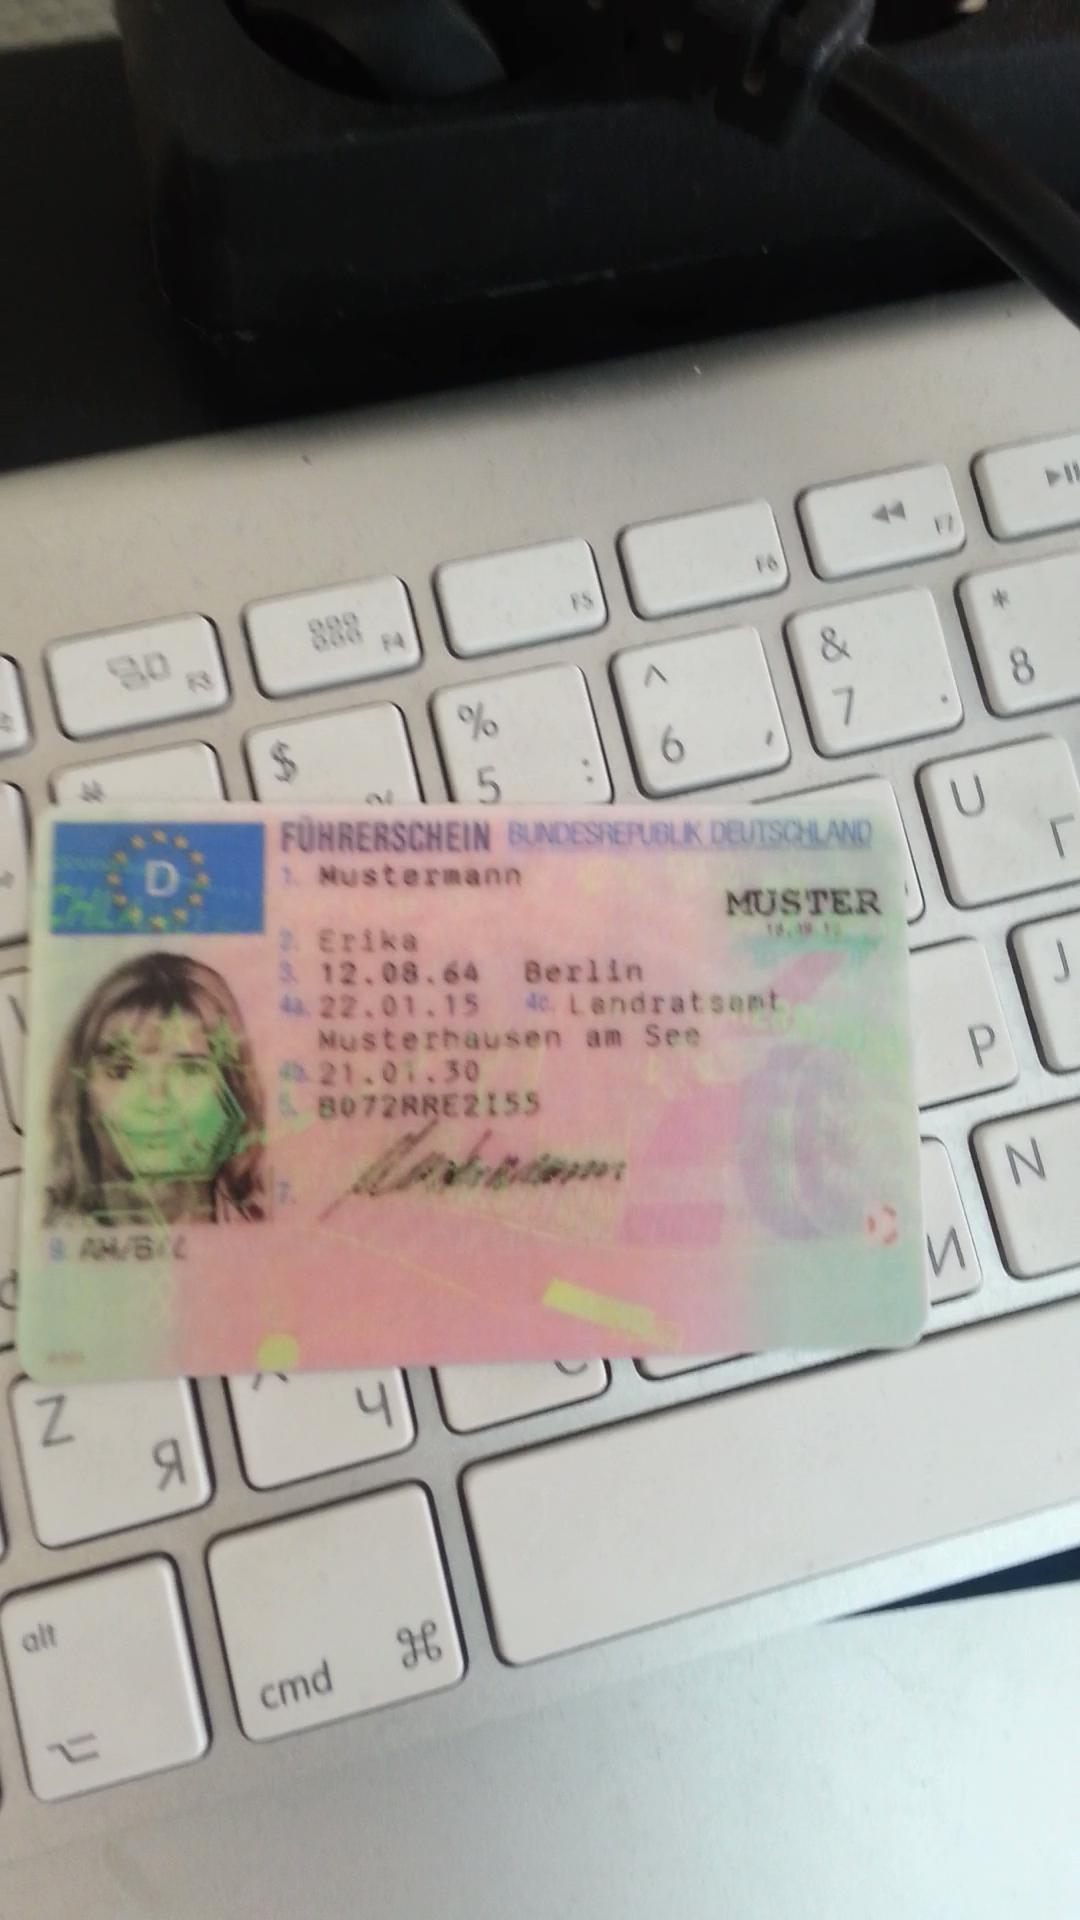 F7
F6
F5
F4
F3
*
8
&
7 .
^
6 ,
%
5 :
$
%
#
U
Г
D
FÜHRERSCHEIN BUNDESREPUBLIK DEUTSCHLAND
1. Mustermann
MUSTER
2. Erika
3. 12.08.64 Berlin
4a. 22.01.15 4c. Landratsamt
Musterhausen am See
4b. 21.01.30
5. B072RRE2I55
7.
9. AM/B/L
J
P
N
И
Z
Я
Ч
alt
⌥
cmd ⌘